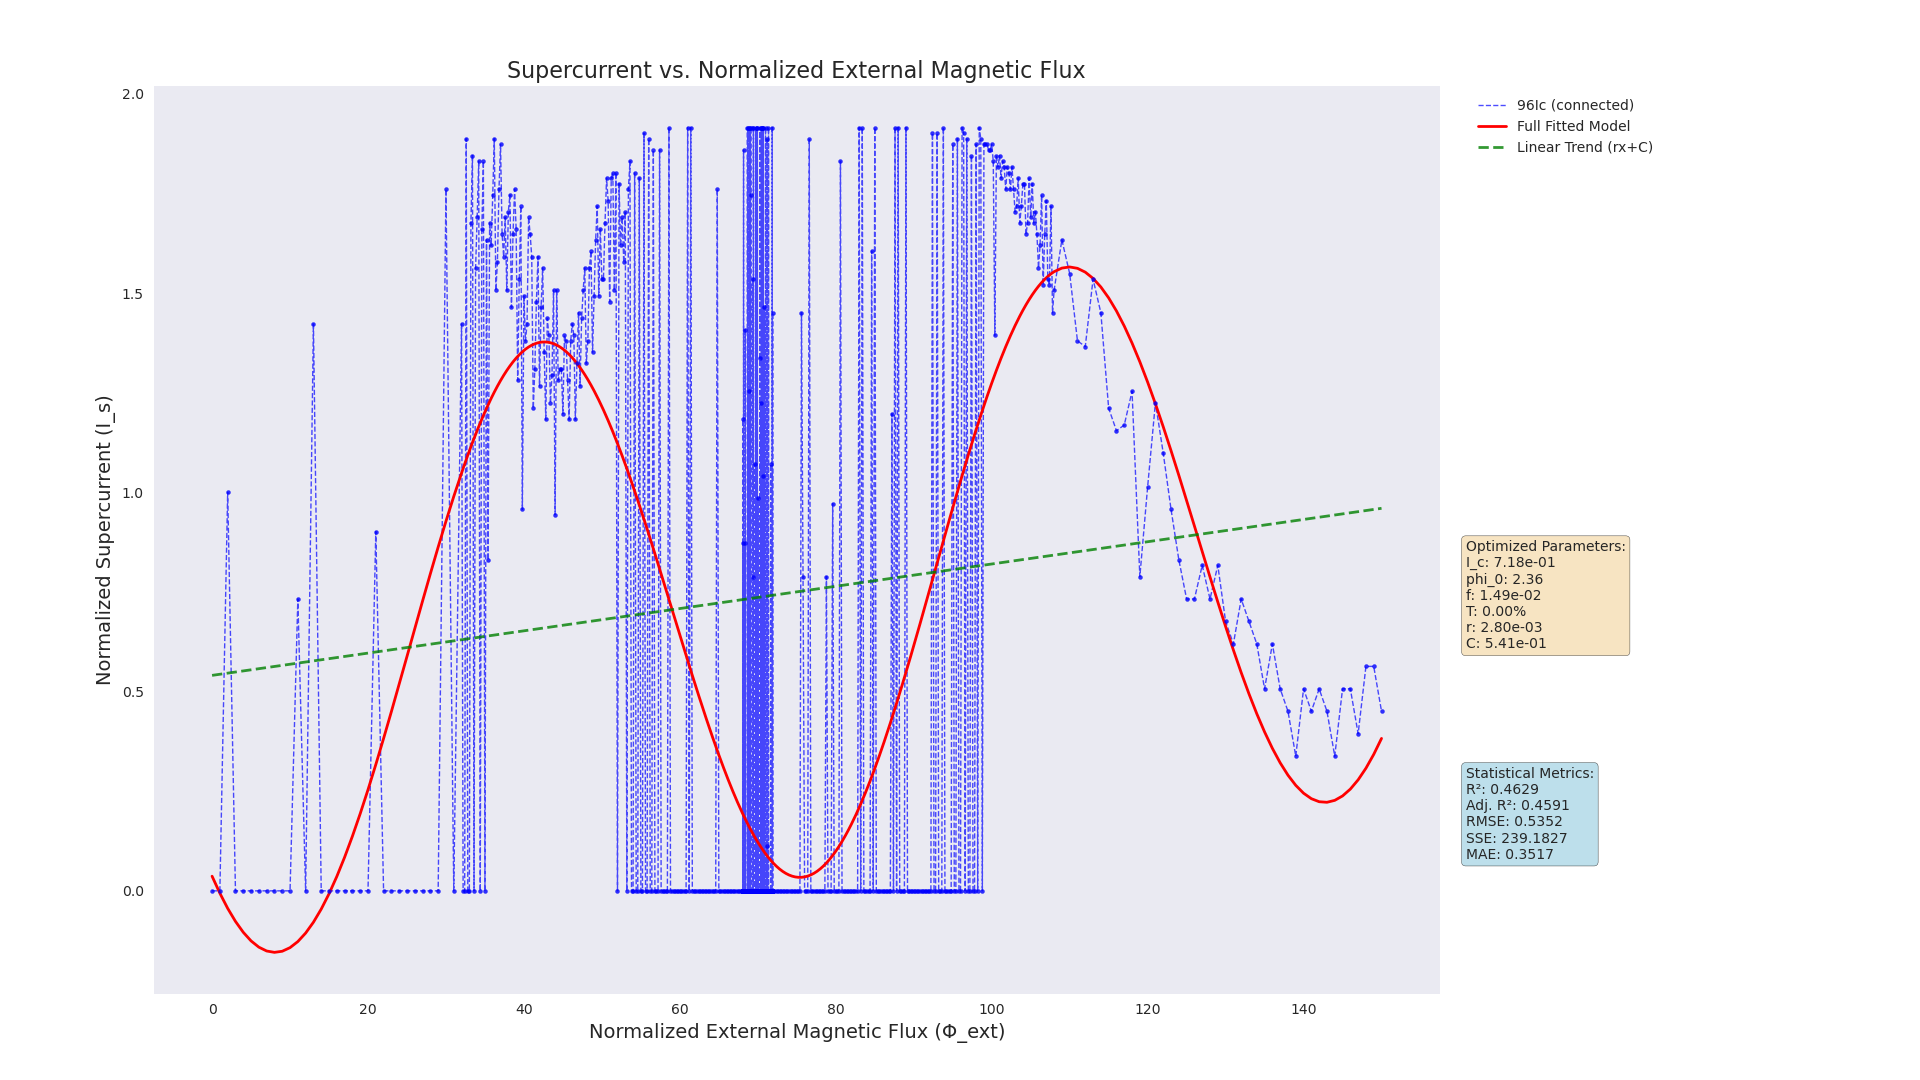 Supercurrent vs. Normalized External Magnetic Flux
2.0
1.5
1.0
0.5
0.0
Normalized Supercurrent (I_s)
0
20
40
60
80
100
120
140
Normalized External Magnetic Flux (Φ_ext)
96Ic (connected)
Full Fitted Model
Linear Trend (rx+C)
Optimized Parameters:
I_c: 7.18e-01
phi_0: 2.36
f: 1.49e-02
T: 0.00%
r: 2.80e-03
C: 5.41e-01
Statistical Metrics:
R²: 0.4629
Adj. R²: 0.4591
RMSE: 0.5352
SSE: 239.1827
MAE: 0.3517